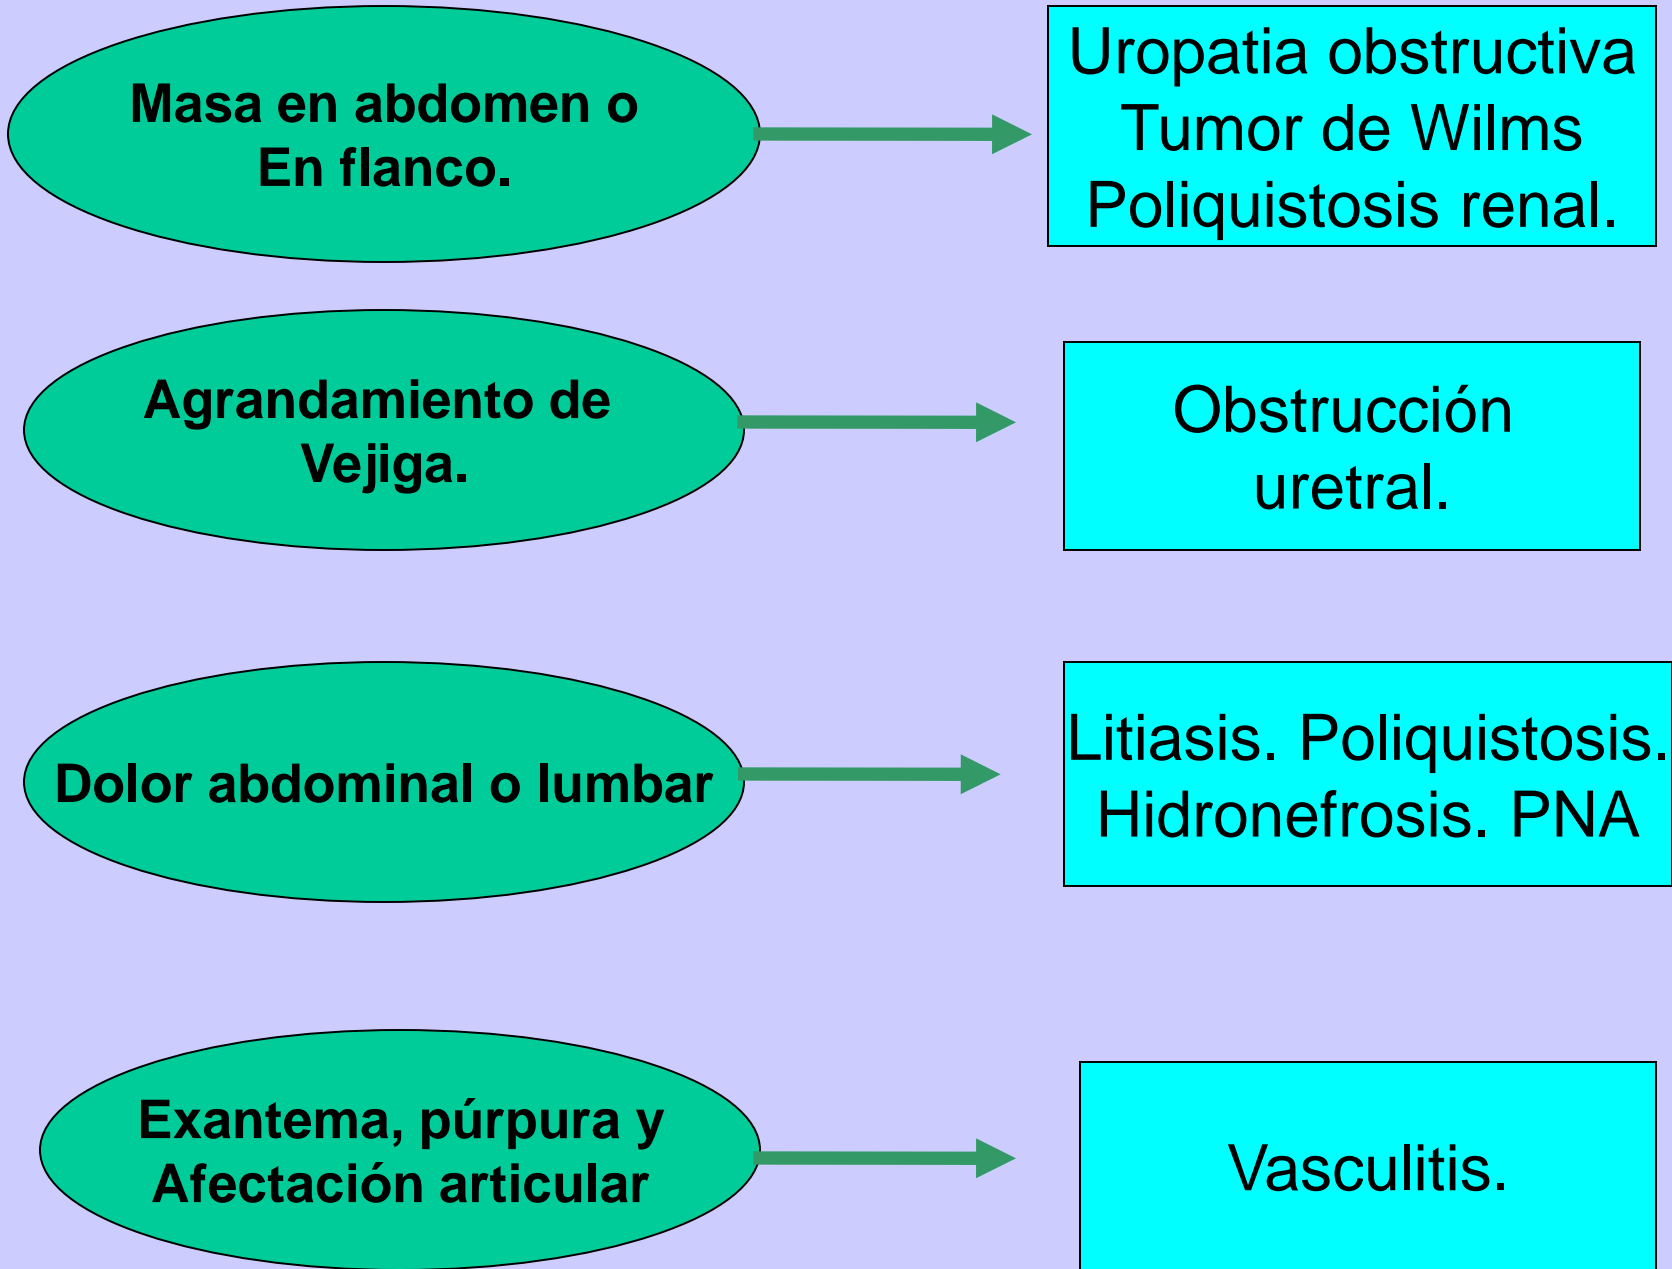 Masa en abdomen o
En flanco.
Uropatia obstructiva
Tumor de Wilms
Poliquistosis renal.
Agrandamiento de
Vejiga.
Obstrucción
uretral.
Dolor abdominal o lumbar
Litiasis. Poliquistosis.
Hidronefrosis. PNA
Exantema, púrpura y
Afectación articular
Vasculitis.